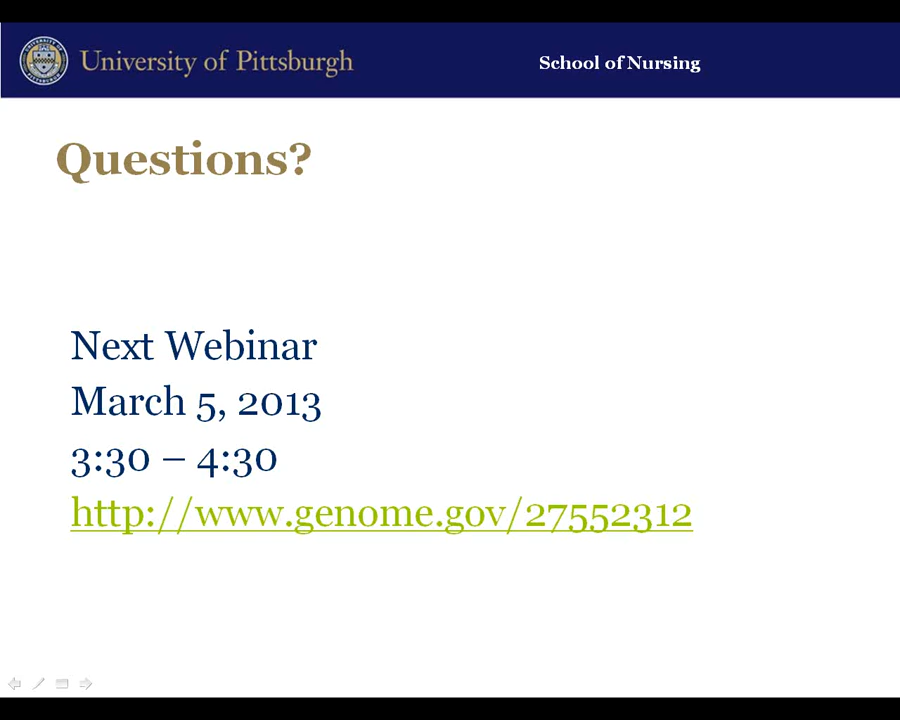 University of Pittsburgh
School of Nursing
Questions?
Next Webinar
March 5, 2013
3:30 – 4:30
http://www.genome.gov/27552312